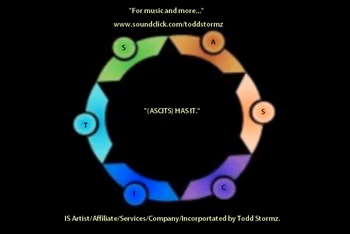 "For music and more..."
www.soundclick.com/toddstormz
S
A
S
C
I
T
"(ASCITS) HAS IT."
IS Artist/Affiliate/Services/Company/Incorportated by Todd Stormz.